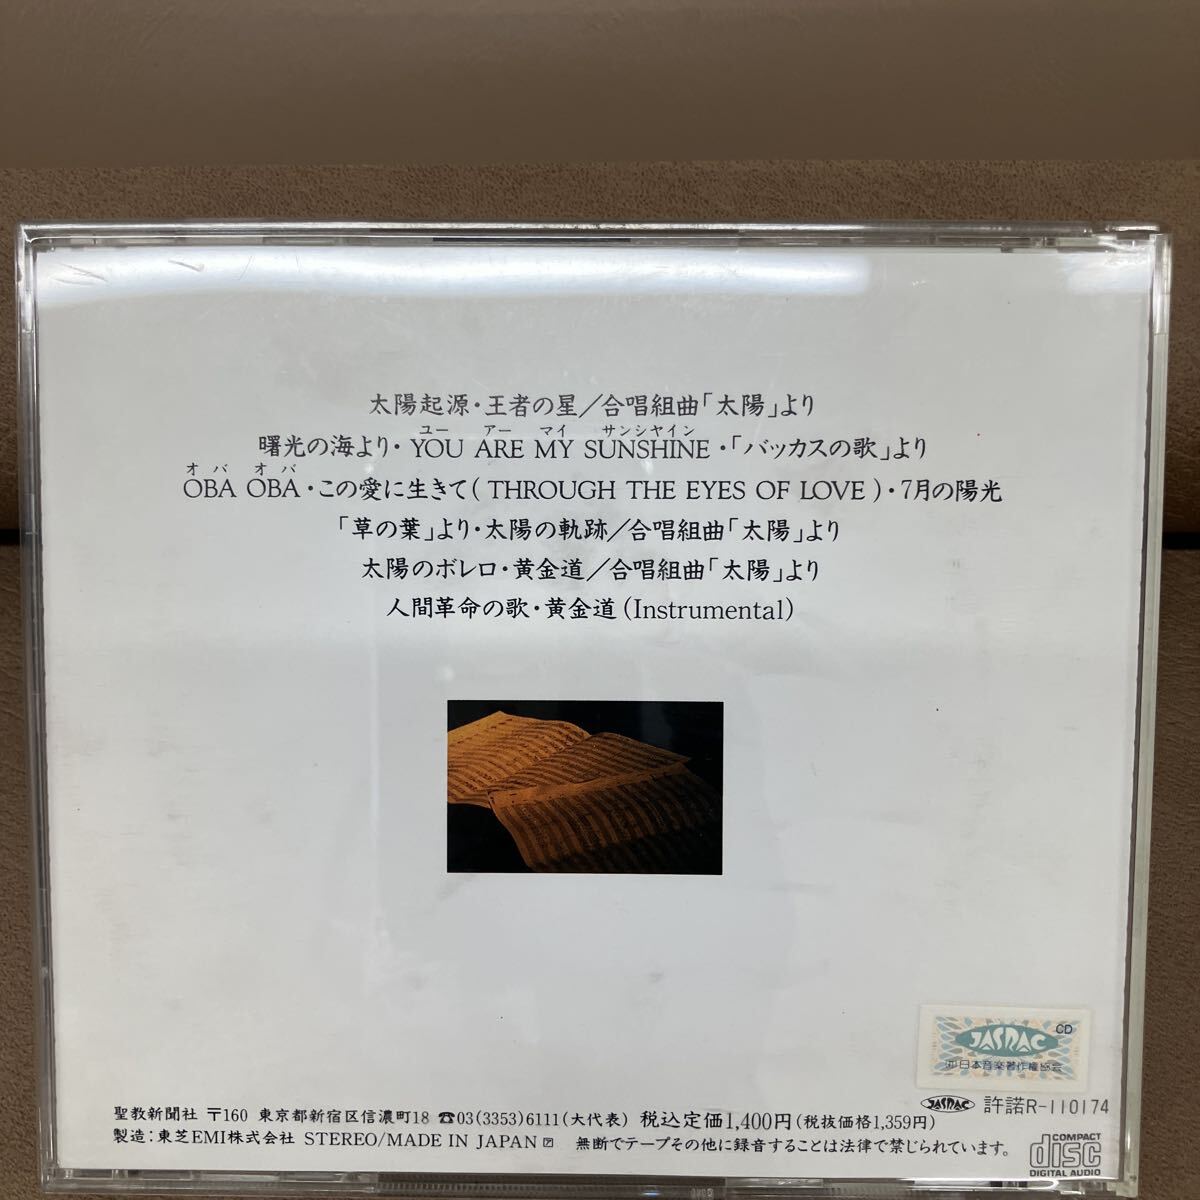 太陽起源・王者の星／合唱組曲「太陽」より
ユー アー マイ サンシヤイン
曙光の海より・YOU ARE MY SUNSHINE・「バッカスの歌」より
オバ オバ
OBA OBA・この愛に生きて(THROUGH THE EYES OF LOVE)・7月の陽光
「草の葉」より・太陽の軌跡／合唱組曲「太陽」より
太陽のボレロ・黄金道／合唱組曲「太陽」より
人間革命の歌・黄金道(Instrumental)
JASRAC CD
㈳日本音楽著作権協会
JASRAC 許諾R-110174
聖教新聞社 〒160 東京都新宿区信濃町18 ☎03(3353)6111(大代表) 税込定価1,400円(税抜価格1,359円)
製造:東芝EMI株式会社 STEREO/MADE IN JAPAN 🄿 無断でテープその他に録音することは法律で禁じられています。
COMPACT
disc
DIGITAL AUDIO